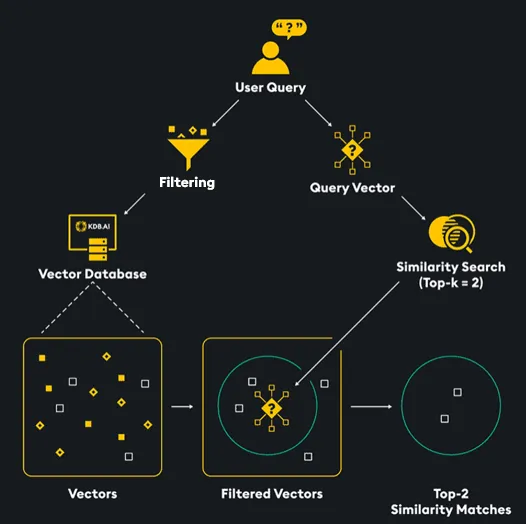 “?”
User Query
Filtering
?
Query Vector
KDB.AI
Vector Database
Similarity Search
(Top-k = 2)
?
Vectors
Filtered Vectors
Top-2
Similarity Matches